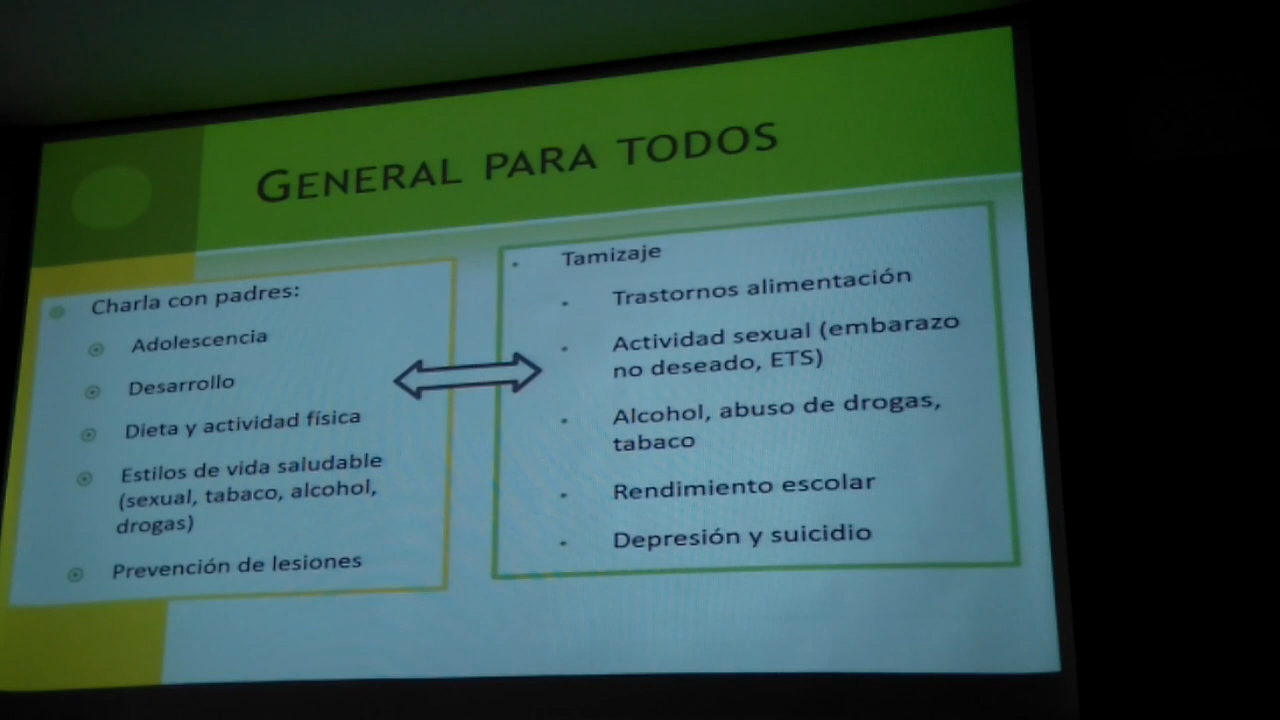 GENERAL PARA TODOS
Charla con padres:
Adolescencia
Desarrollo
Dieta y actividad física
Estilos de vida saludable
(sexual, tabaco, alcohol,
drogas)
Prevención de lesiones
Tamizaje
Trastornos alimentación
Actividad sexual (embarazo
no deseado, ETS)
Alcohol, abuso de drogas,
tabaco
Rendimiento escolar
Depresión y suicidio